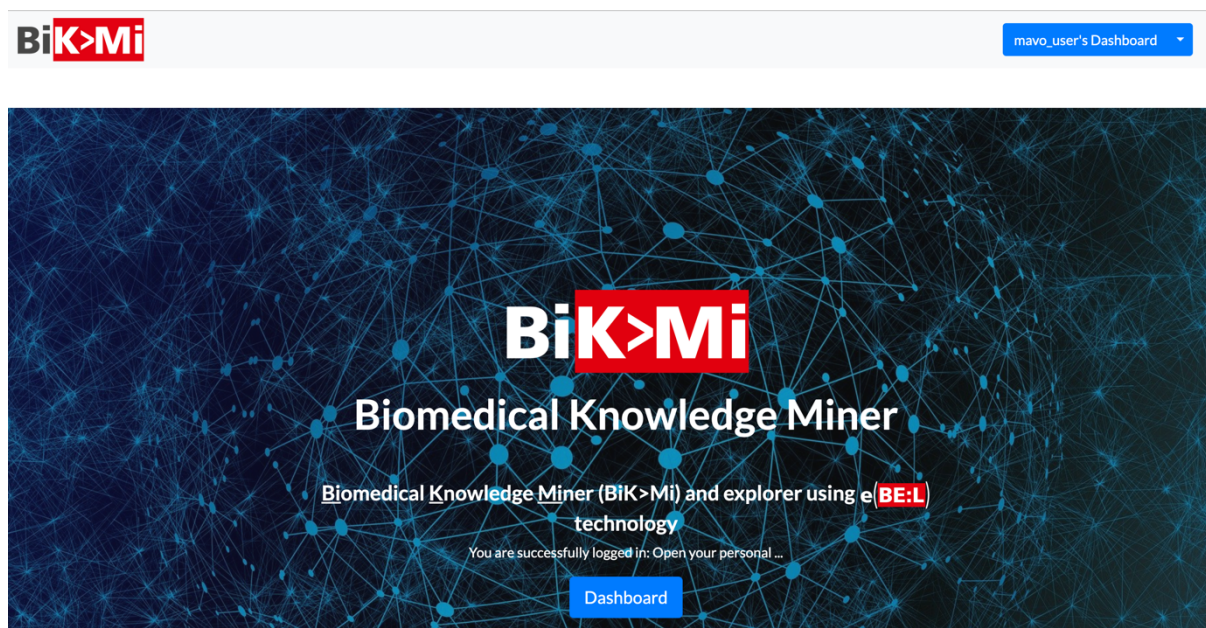 BiK>Mi
mavo_user's Dashboard
BiK>Mi
Biomedical Knowledge Miner
Biomedical Knowledge Miner (BiK>Mi) and explorer using e(BE:L)
technology
You are successfully logged in: Open your personal ...
Dashboard